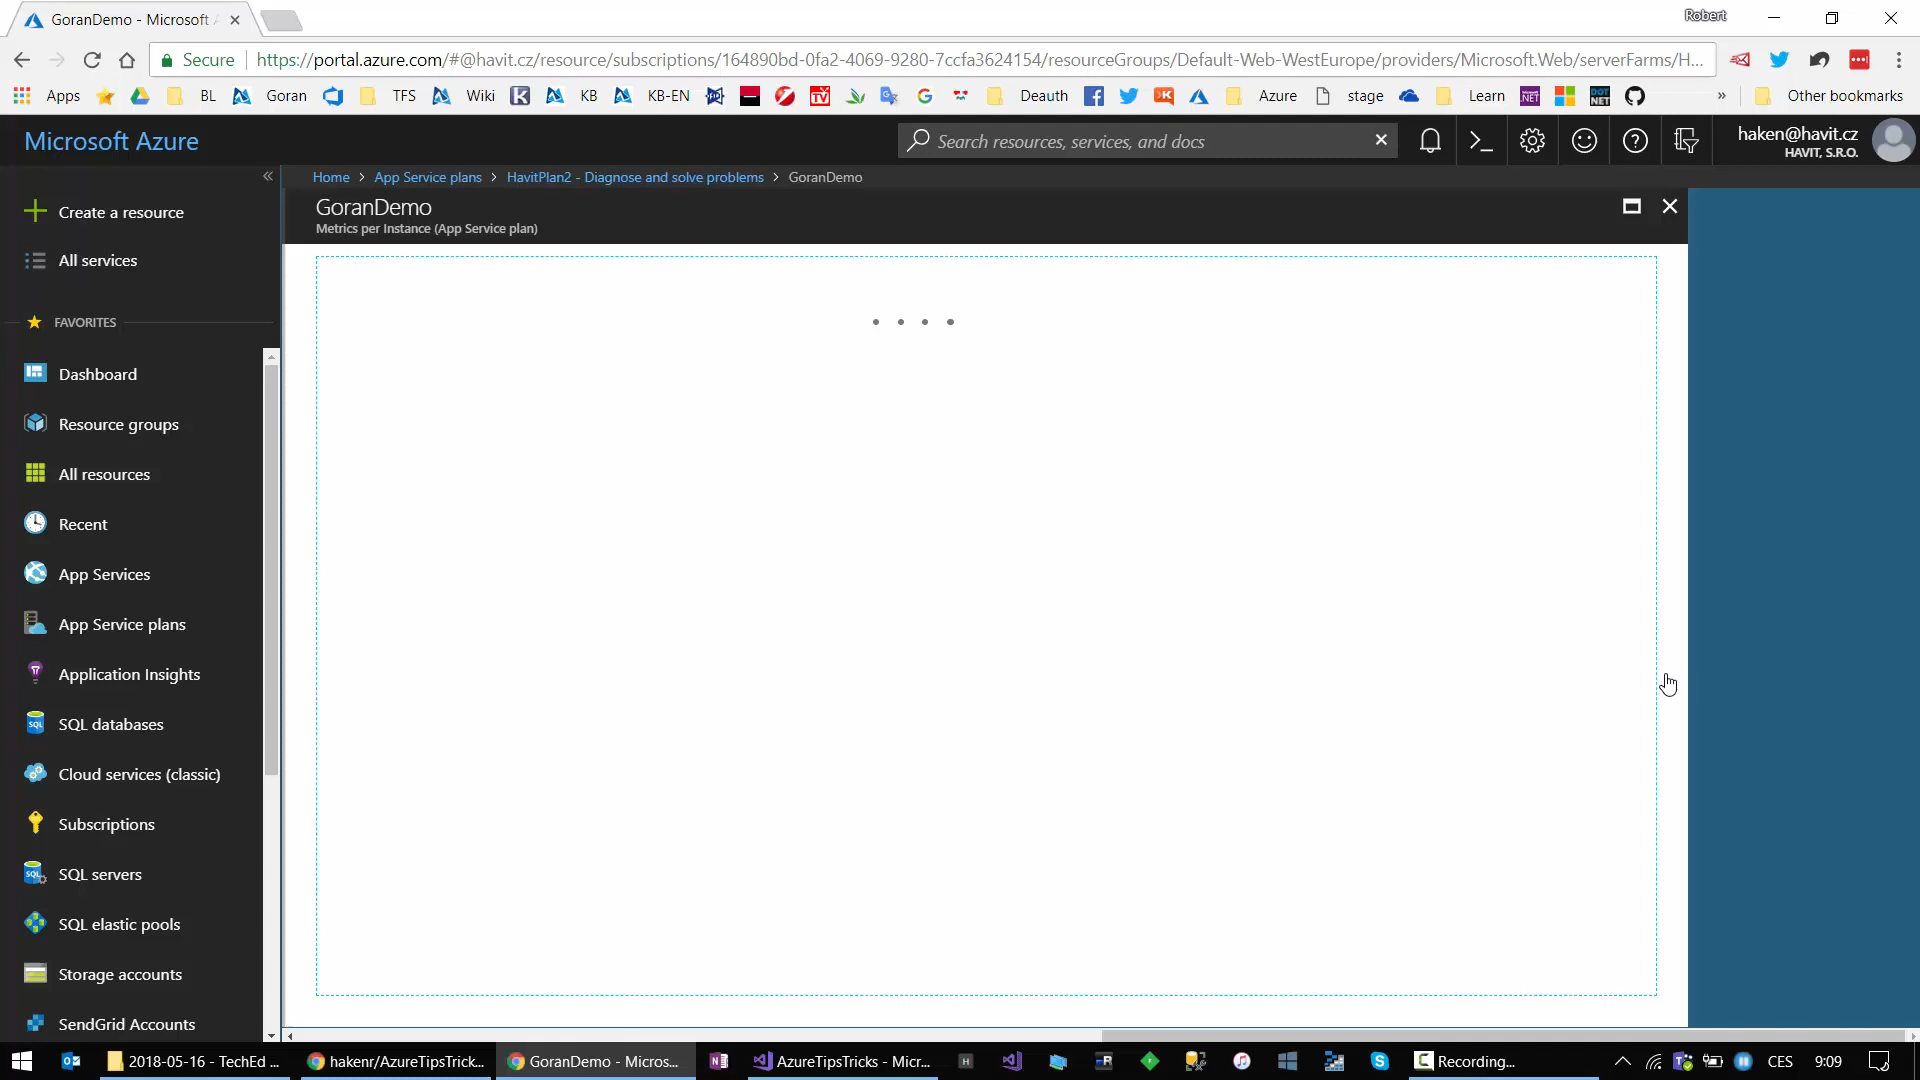 GoranDemo - Microsoft
Robert
Secure
https://portal.azure.com/#@havit.cz/resource/subscriptions/164890bd-0fa2-4069-9280-7ccfa3624154/resourceGroups/Default-Web-WestEurope/providers/Microsoft.Web/serverFarms/H...
Apps
BL
Goran
TFS
Wiki
KB
KB-EN
Deauth
Azure
stage
Learn
Other bookmarks
Microsoft Azure
Search resources, services, and docs
haken@havit.cz
HAVIT, S.R.O.
Home > App Service plans > HavitPlan2 - Diagnose and solve problems > GoranDemo
GoranDemo
Metrics per Instance (App Service plan)
Create a resource
All services
FAVORITES
Dashboard
Resource groups
All resources
Recent
App Services
App Service plans
Application Insights
SQL databases
Cloud services (classic)
Subscriptions
SQL servers
SQL elastic pools
Storage accounts
SendGrid Accounts
2018-05-16 - TechEd ...
hakenr/AzureTipsTrick...
GoranDemo - Micros...
AzureTipsTricks - Micr...
Recording...
CES
9:09